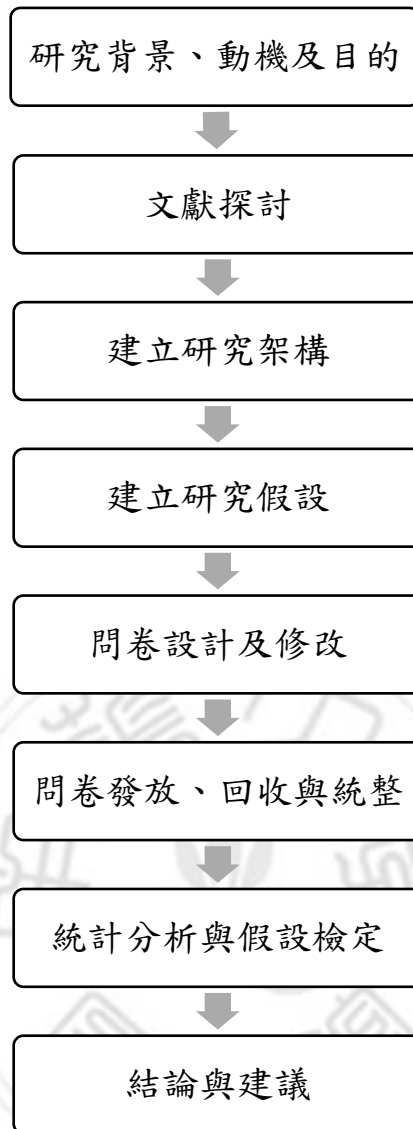 研究背景、動機及目的
文獻探討
建立研究架構
建立研究假設
問卷設計及修改
問卷發放、回收與統整
統計分析與假設檢定
結論與建議